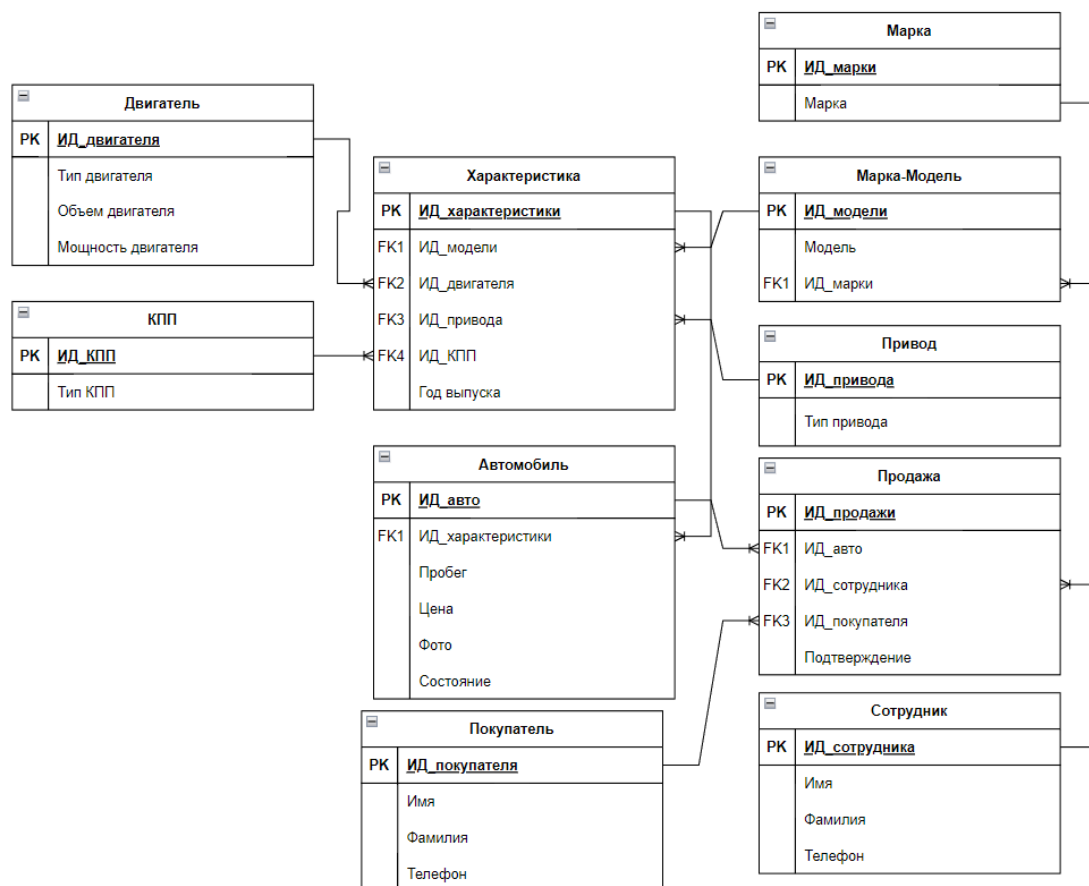 Марка
PK ИД_марки
Марка
Двигатель
PK ИД_двигателя
Тип двигателя
Объем двигателя
Мощность двигателя
Характеристика
PK ИД_характеристики
FK1 ИД_модели
FK2 ИД_двигателя
FK3 ИД_привода
FK4 ИД_КПП
Год выпуска
Марка-Модель
PK ИД_модели
Модель
FK1 ИД_марки
КПП
PK ИД_КПП
Тип КПП
Привод
PK ИД_привода
Тип привода
Автомобиль
PK ИД_авто
FK1 ИД_характеристики
Пробег
Цена
Фото
Состояние
Продажа
PK ИД_продажи
FK1 ИД_авто
FK2 ИД_сотрудника
FK3 ИД_покупателя
Подтверждение
Покупатель
PK ИД_покупателя
Имя
Фамилия
Телефон
Сотрудник
PK ИД_сотрудника
Имя
Фамилия
Телефон